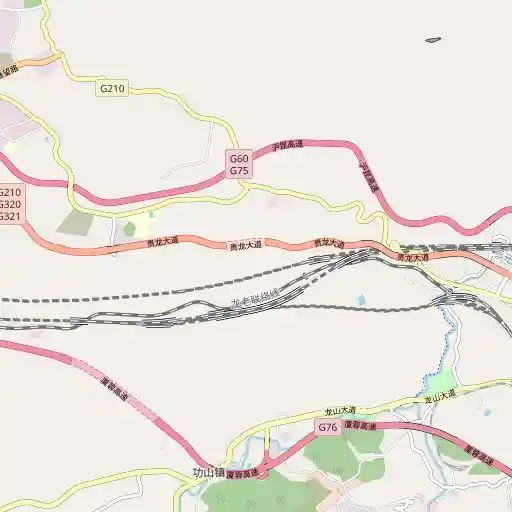 G210
沪昆高速
G60
G75
沪昆高速
G210
G320
G321
贵龙大道
贵龙大道
贵龙大道
贵龙大道
龙老联络线
厦蓉高速
龙山大道
龙山大道
G76
厦蓉高速
厦蓉高速
功山镇
厦蓉高速